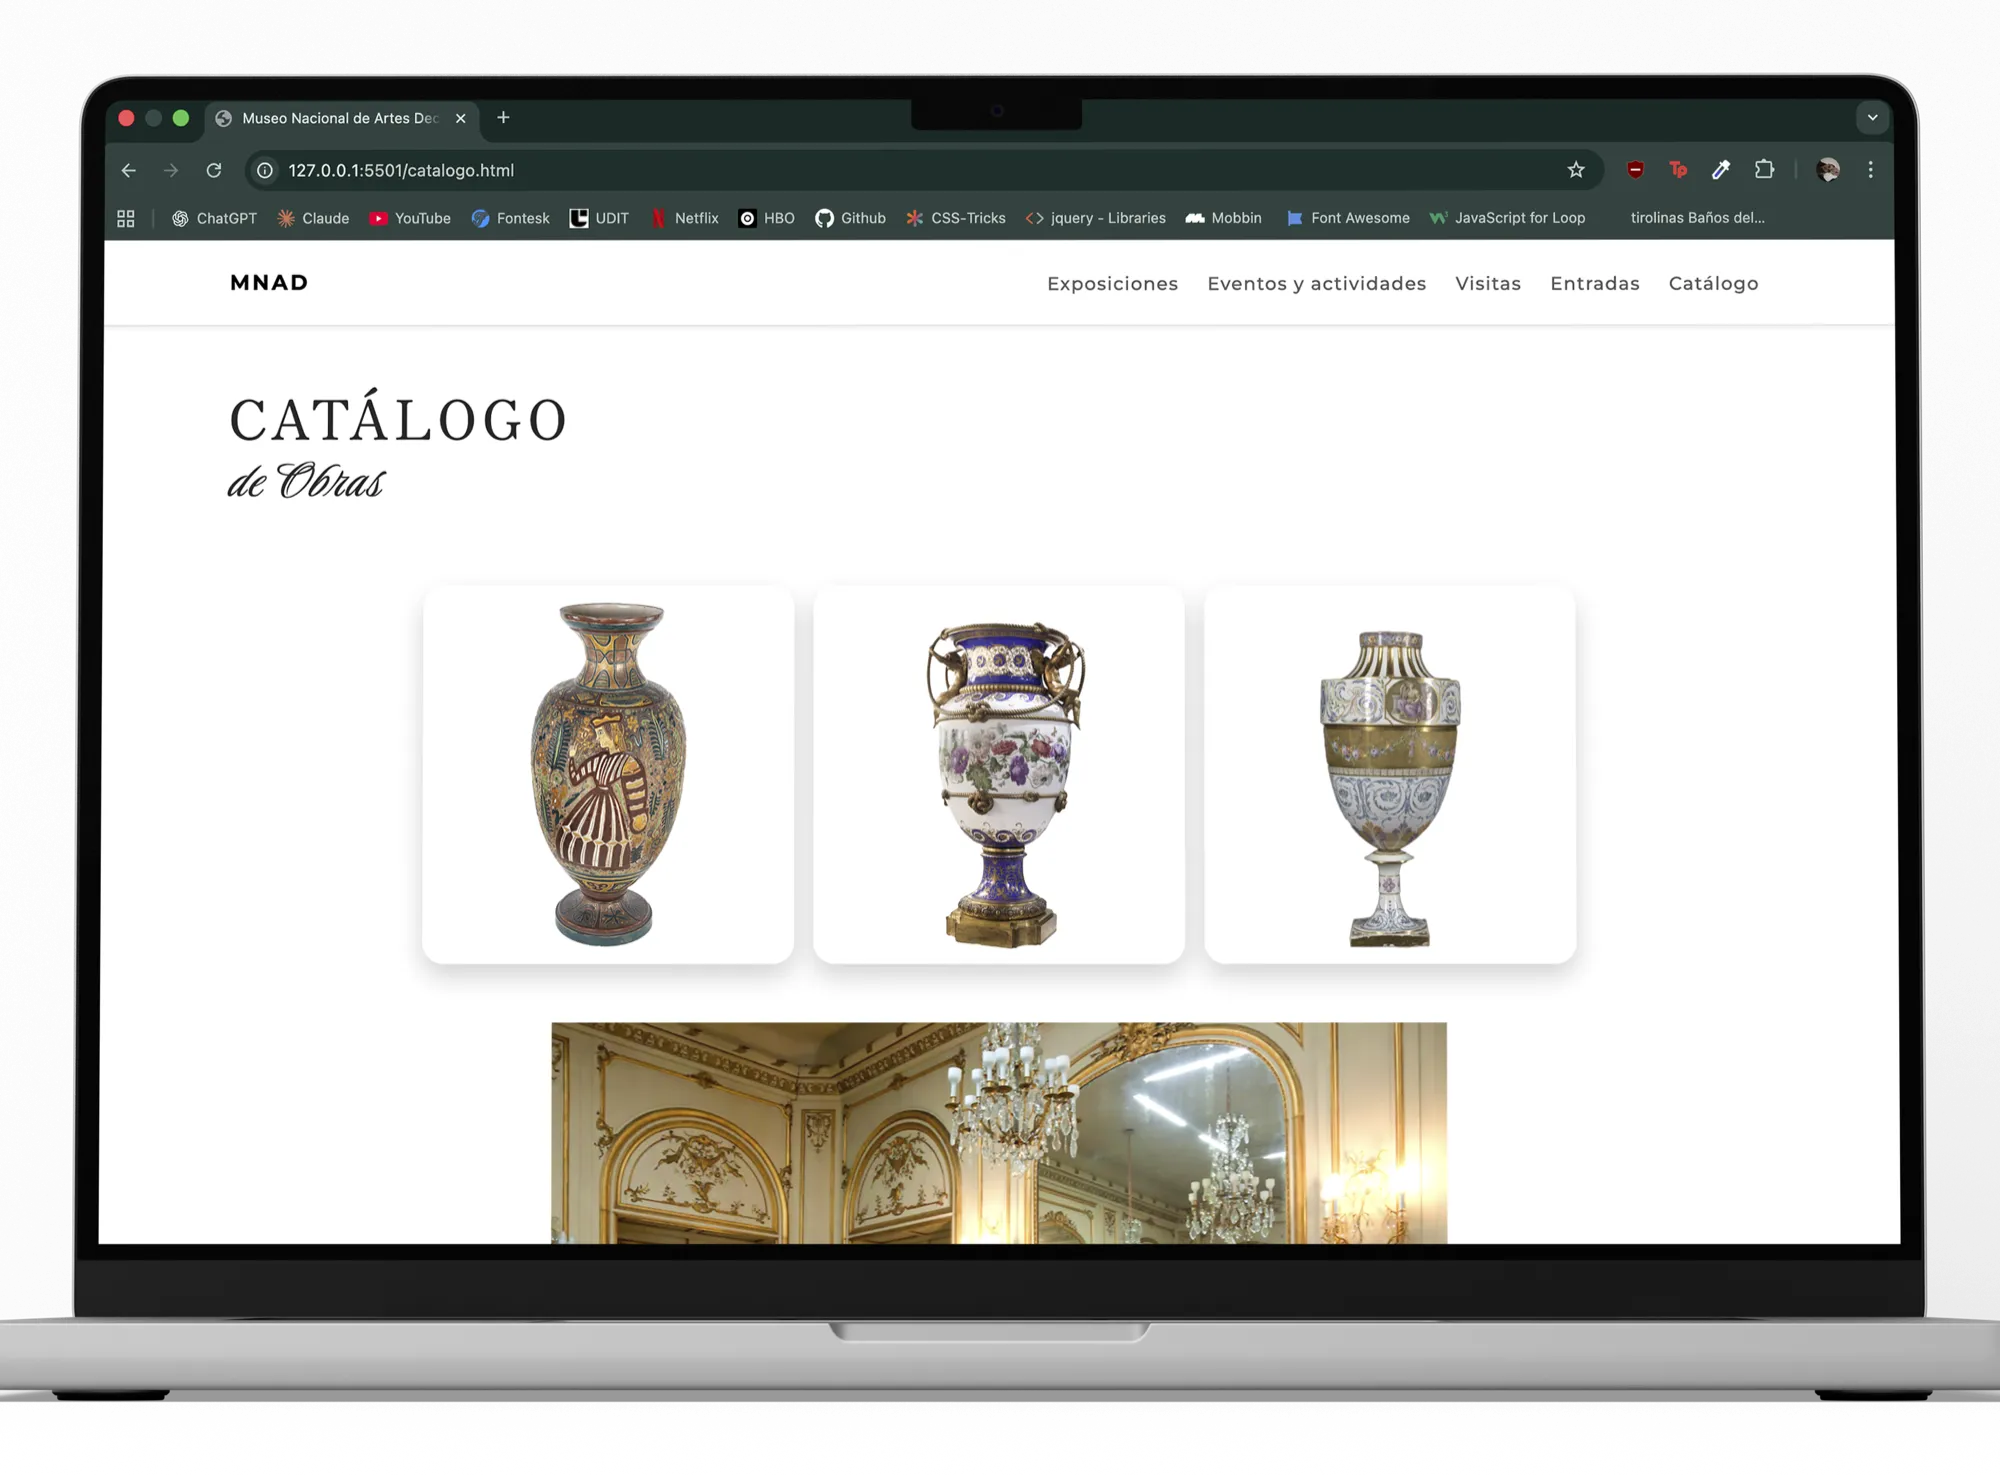 Museo Nacional de Artes Dec
127.0.0.1:5501/catalogo.html
Tp
ChatGPT Claude YouTube Fontesk UDIT Netflix HBO Github CSS-Tricks jquery - Libraries Mobbin Font Awesome JavaScript for Loop tirolinas Baños del...
MNAD Exposiciones Eventos y actividades Visitas Entradas Catálogo
CATÁLOGO
de Obras